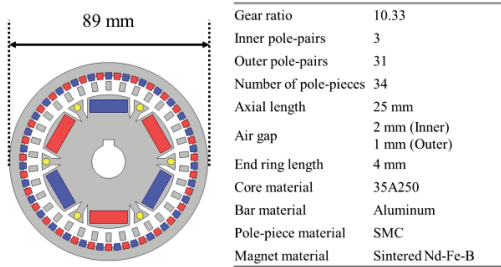 89 mm
Gear ratio 10.33
Inner pole-pairs 3
Outer pole-pairs 31
Number of pole-pieces 34
Axial length 25 mm
Air gap 2 mm (Inner)
1 mm (Outer)
End ring length 4 mm
Core material 35A250
Bar material Aluminum
Pole-piece material SMC
Magnet material Sintered Nd-Fe-B